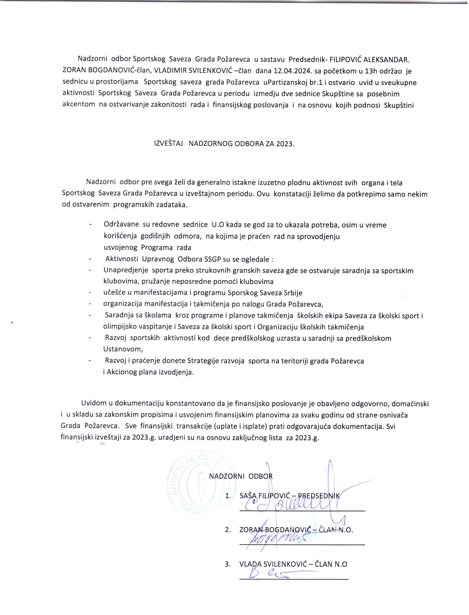 Nadzorni odbor Sportskog Saveza Grada Požarevca u sastavu Predsednik- FILIPOVIĆ ALEKSANDAR.
ZORAN BOGDANOVIĆ-član, VLADIMIR SVILENKOVIĆ –član dana 12.04.2024. sa početkom u 13h održao je
sednicu u prostorijama Sportskog saveza grada Požarevca uPartizanskoj br.1 i ostvario uvid u sveukupne
aktivnosti Sportskog Saveza Grada Požarevca u periodu izmedju dve sednice Skupštine sa posebnim
akcentom na ostvarivanje zakonitosti rada i finansijskog poslovanja i na osnovu kojih podnosi Skupštini
IZVEŠTAJ NADZORNOG ODBORA ZA 2023.
Nadzorni odbor pre svega želi da generalno istakne izuzetno plodnu aktivnost svih organa i tela
Sportskog Saveza Grada Požarevca u izveštajnom periodu. Ovu konstataciji želimo da potkrepimo samo nekim
od ostvarenim programskih zadataka.
- Održavane su redovne sednice U.O kada se god za to ukazala potreba, osim u vreme
korišćenja godišnjih odmora, na kojima je praćen rad na sprovodjenju
usvojenog Programa rada
- Aktivnosti Upravnog Odbora SSGP su se ogledale :
- Unapredjenje sporta preko strukovnih granskih saveza gde se ostvaruje saradnja sa sportskim
klubovima, pružanje neposredne pomoći klubovima
- učešće u manifestacijama i programu Sporskog Saveza Srbije
- organizacija manifestacija i takmičenja po nalogu Grada Požarevca,
- Saradnja sa školama kroz programe i planove takmičenja školskih ekipa Saveza za školski sport i
olimpijsko vaspitanje i Saveza za školski sport i Organizaciju školskih takmičenja
- Razvoj sportskih aktivnosti kod dece predškolskog uzrasta u saradnji sa predškolskom
Ustanovom,
- Razvoj i praćenje donete Strategije razvoja sporta na teritoriji grada Požarevca
i Akcionog plana izvodjenja.
Uvidom u dokumentaciju konstantovano da je finansijsko poslovanje je obavljeno odgovorno, domaćinski
i u skladu sa zakonskim propisima i usvojenim finansijskim planovima za svaku godinu od strane osnivača
Grada Požarevca. Sve finansijski transakcije (uplate i isplate) prati odgovarajuća dokumentacija. Svi
finansijski izveštaji za 2023.g. uradjeni su na osnovu zaključnog lista za 2023.g.
NADZORNI ODBOR
1. SAŠA FILIPOVIĆ – PREDSEDNIK
2. ZORAN BOGDANOVIĆ – ČLAN N.O.
3. VLADA SVILENKOVIĆ – ČLAN N.O